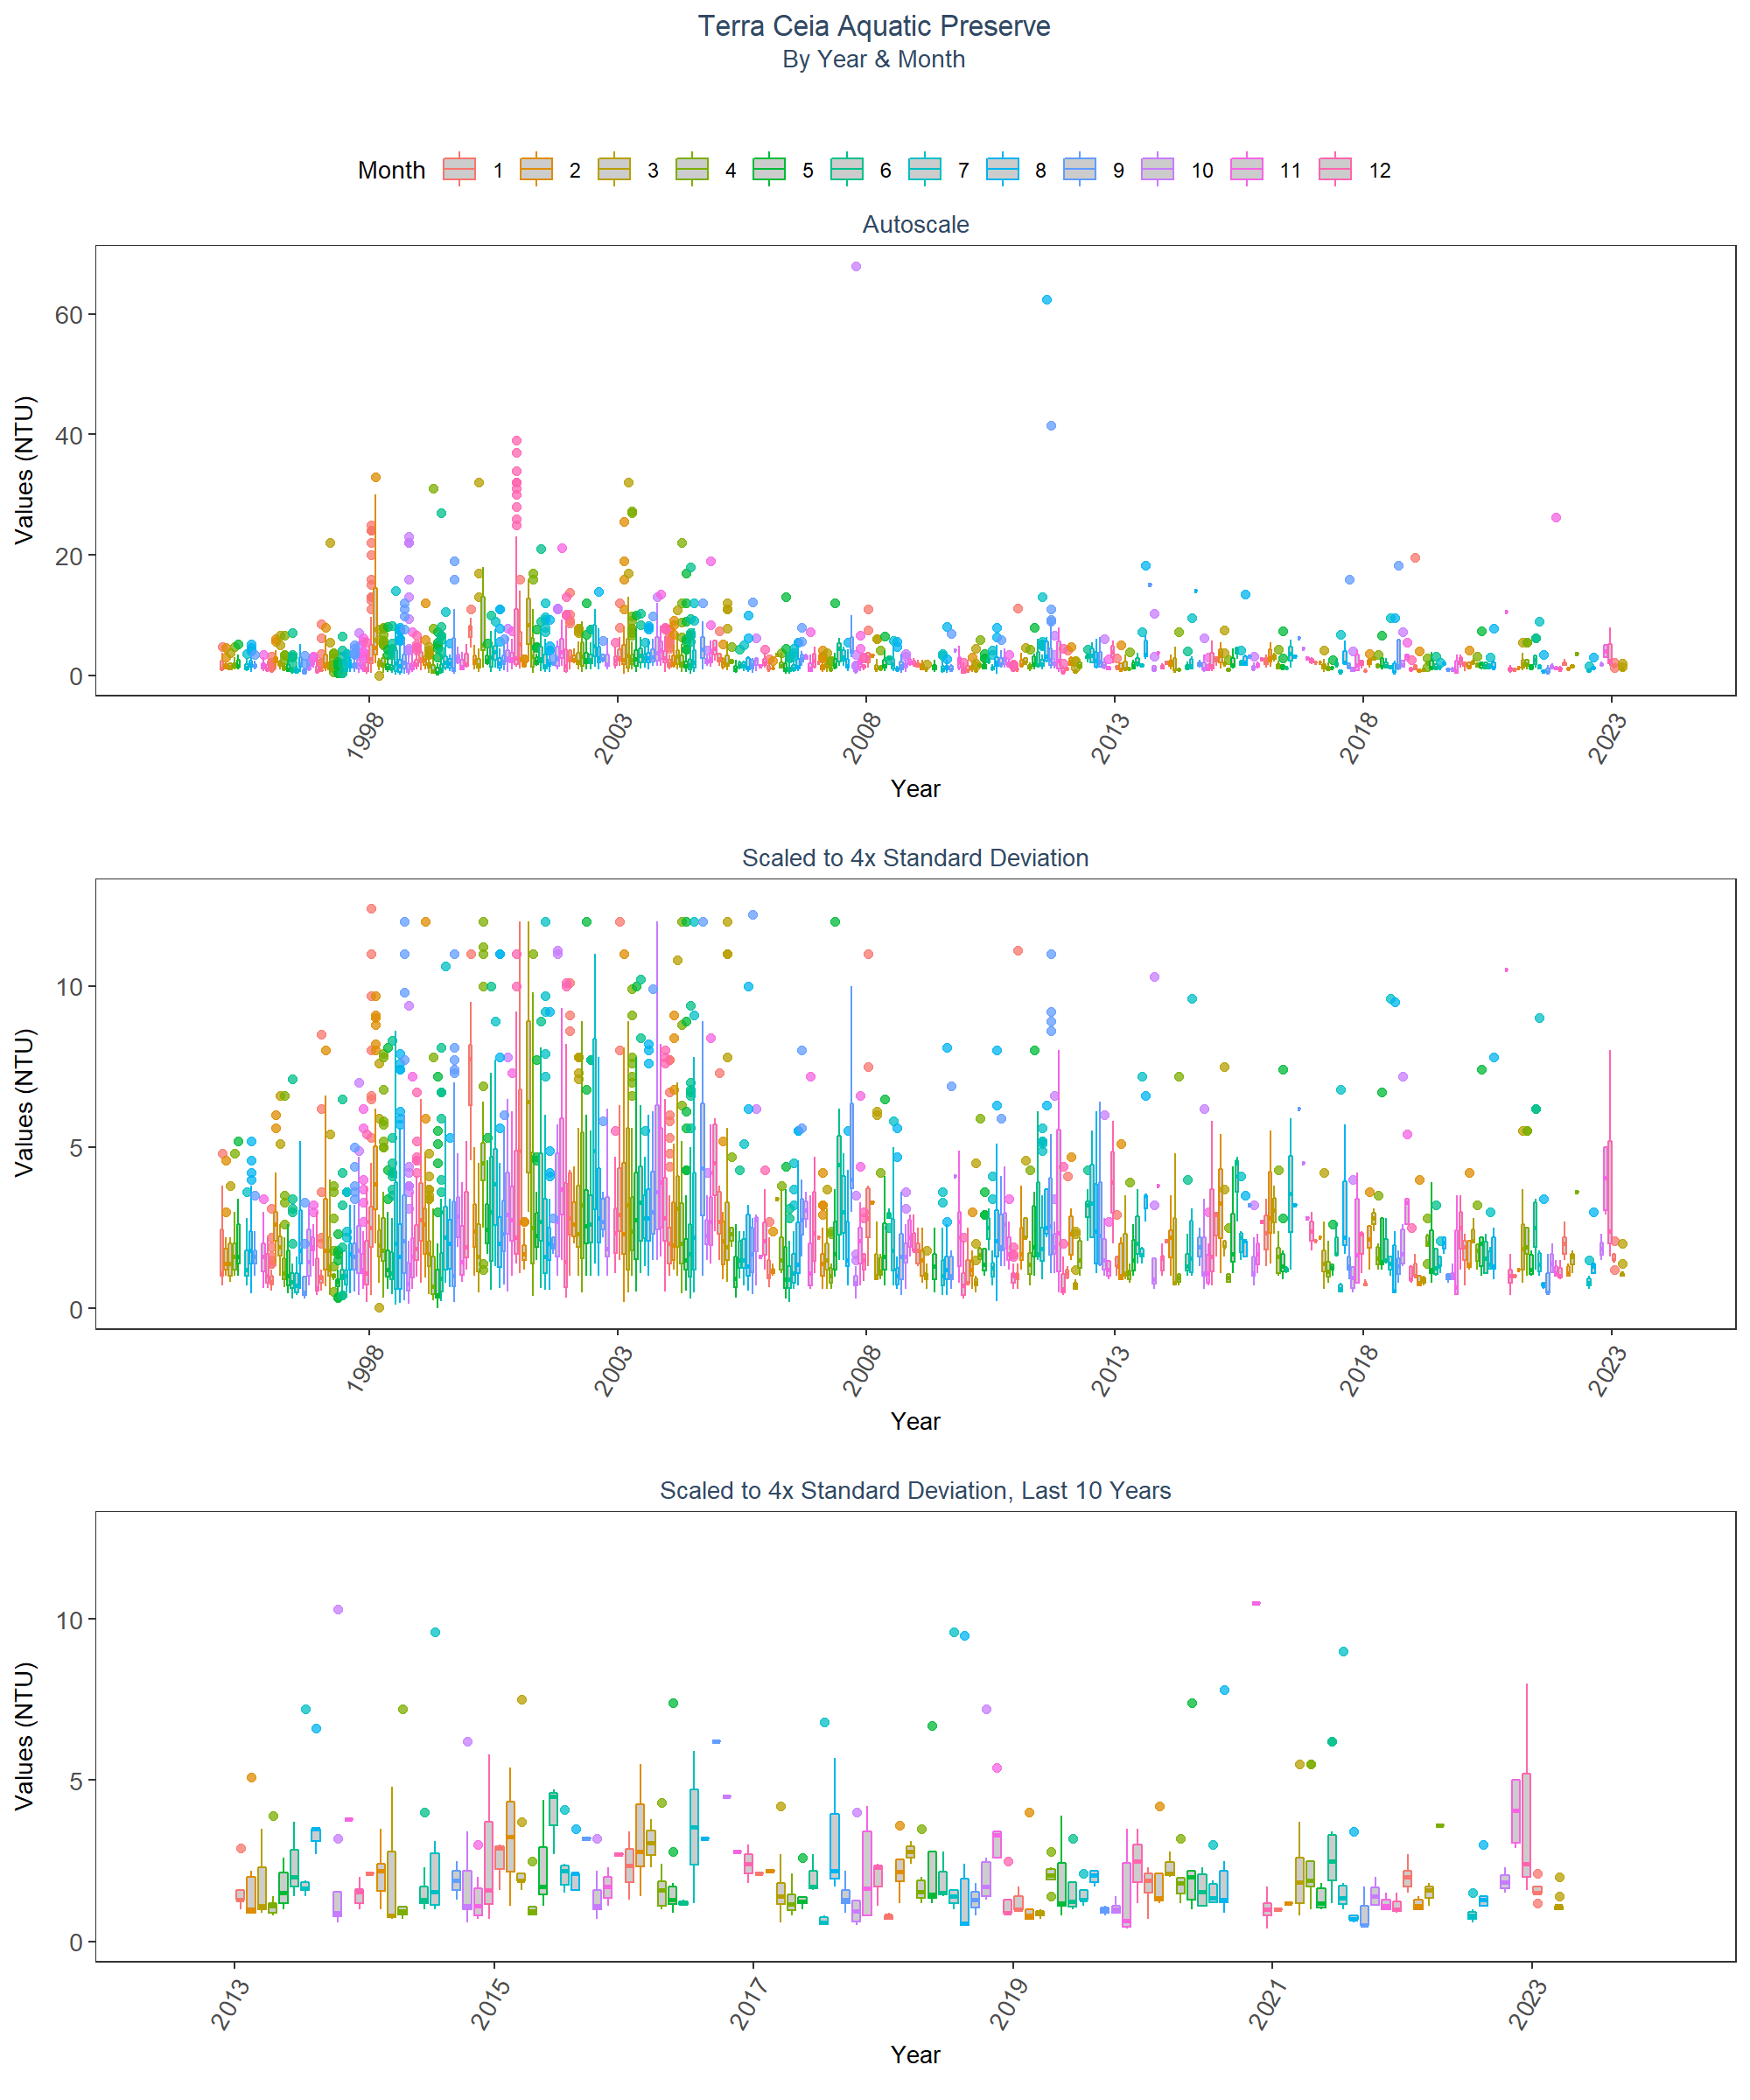 Terra Ceia Aquatic Preserve
By Year & Month
Month 1 2 3 4 5 6 7 8 9 10 11 12
Autoscale
Values (NTU)
60
40
20
0
1998 2003 2008 2013 2018 2023
Year
Scaled to 4x Standard Deviation
Values (NTU)
10
5
0
1998 2003 2008 2013 2018 2023
Year
Scaled to 4x Standard Deviation, Last 10 Years
Values (NTU)
10
5
0
2013 2015 2017 2019 2021 2023
Year